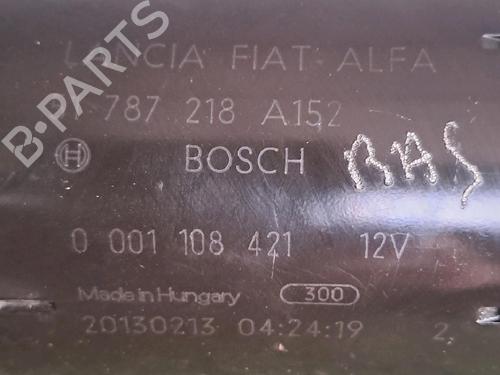 LANCIA FIAT - ALFA
787 218 A152
BOSCH
BAS
0 001 108 421 12V
Made in Hungary 300
20130213 04:24:19 2
B-PARTS